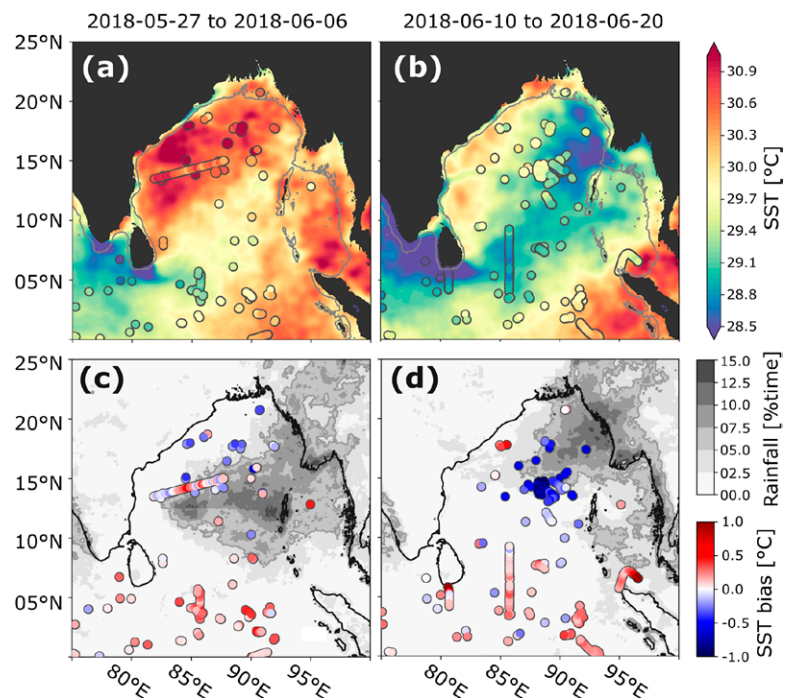 2018-05-27 to 2018-06-06
2018-06-10 to 2018-06-20
(a)
25°N
20°N
15°N
10°N
05°N
(b)
30.9
30.6
30.3
30.0
29.7
29.4
29.1
28.8
28.5
SST [°C]
(c)
25°N
20°N
15°N
10°N
05°N
80°E
85°E
90°E
95°E
(d)
80°E
85°E
90°E
95°E
15.0
12.5
10.0
07.5
05.0
02.5
00.0
Rainfall [%time]
1.0
0.5
0.0
-0.5
-1.0
SST bias [°C]